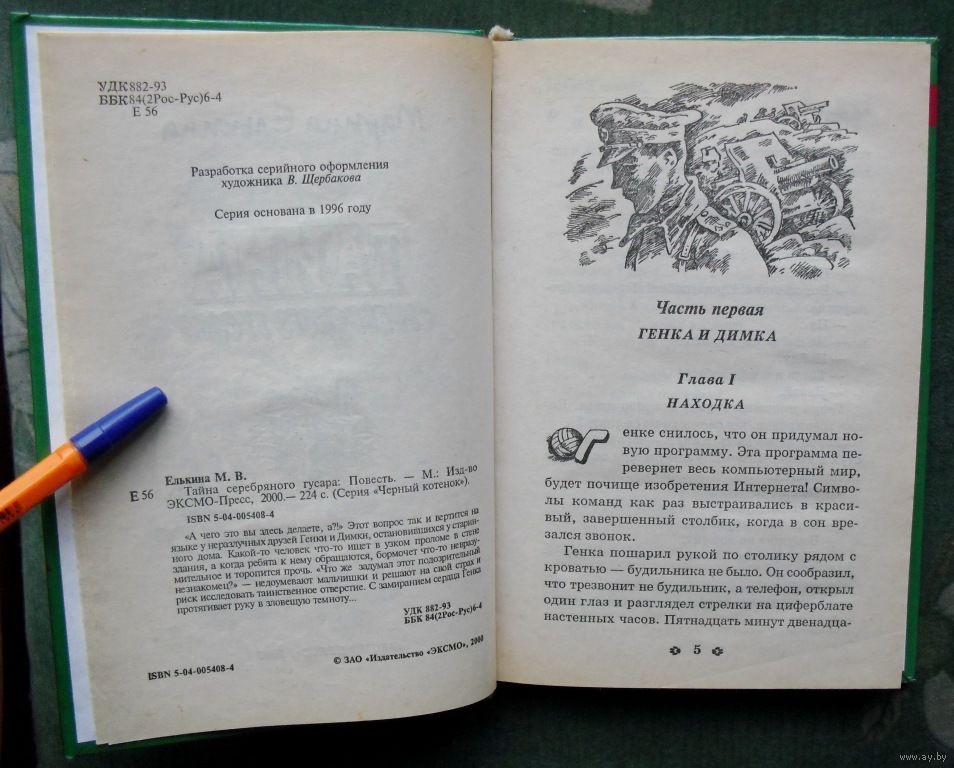 УДК 882-93
ББК 84(2Рос-Рус)6-4
Е 56
Разработка серийного оформления
художника В. Щербакова
Серия основана в 1996 году
Елькина М. В.
Е 56 Тайна серебряного гусара: Повесть. — М.: Изд-во
ЭКСМО-Пресс, 2000.— 224 с. (Серия «Черный котенок»).
ISBN 5-04-005408-4
«А чего это вы здесь делаете, а?!» Этот вопрос так и вертится на
языке у неразлучных друзей Генки и Димки, остановившихся у старин-
ного дома. Какой-то человек что-то ищет в узком проломе в стене
здания, а когда ребята к нему обращаются, бормочет что-то неразу-
мительное и торопится прочь. «Что же задумал этот подозрительный
незнакомец?» — недоумевают мальчишки и решают на свой страх и
риск исследовать таинственное отверстие. С замиранием сердца Генка
протягивает руку в зловещую темноту...
УДК 882-93
ББК 84(2Рос-Рус)6-4
ISBN 5-04-005408-4
© ЗАО «Издательство «ЭКСМО», 2000
Часть первая
ГЕНКА И ДИМКА
Глава I
НАХОДКА
Генке снилось, что он придумал но-
вую программу. Эта программа пе-
ревернет весь компьютерный мир,
будет почище изобретения Интернета! Симво-
лы команд как раз выстраивались в краси-
вый, завершенный столбик, когда в сон вре-
зался звонок.
Генка пошарил рукой по столику рядом с
кроватью — будильника не было. Он сообразил,
что трезвонит не будильник, а телефон, открыл
один глаз и разглядел стрелки на циферблате
настенных часов. Пятнадцать минут двенадца-
5
www.ay.by